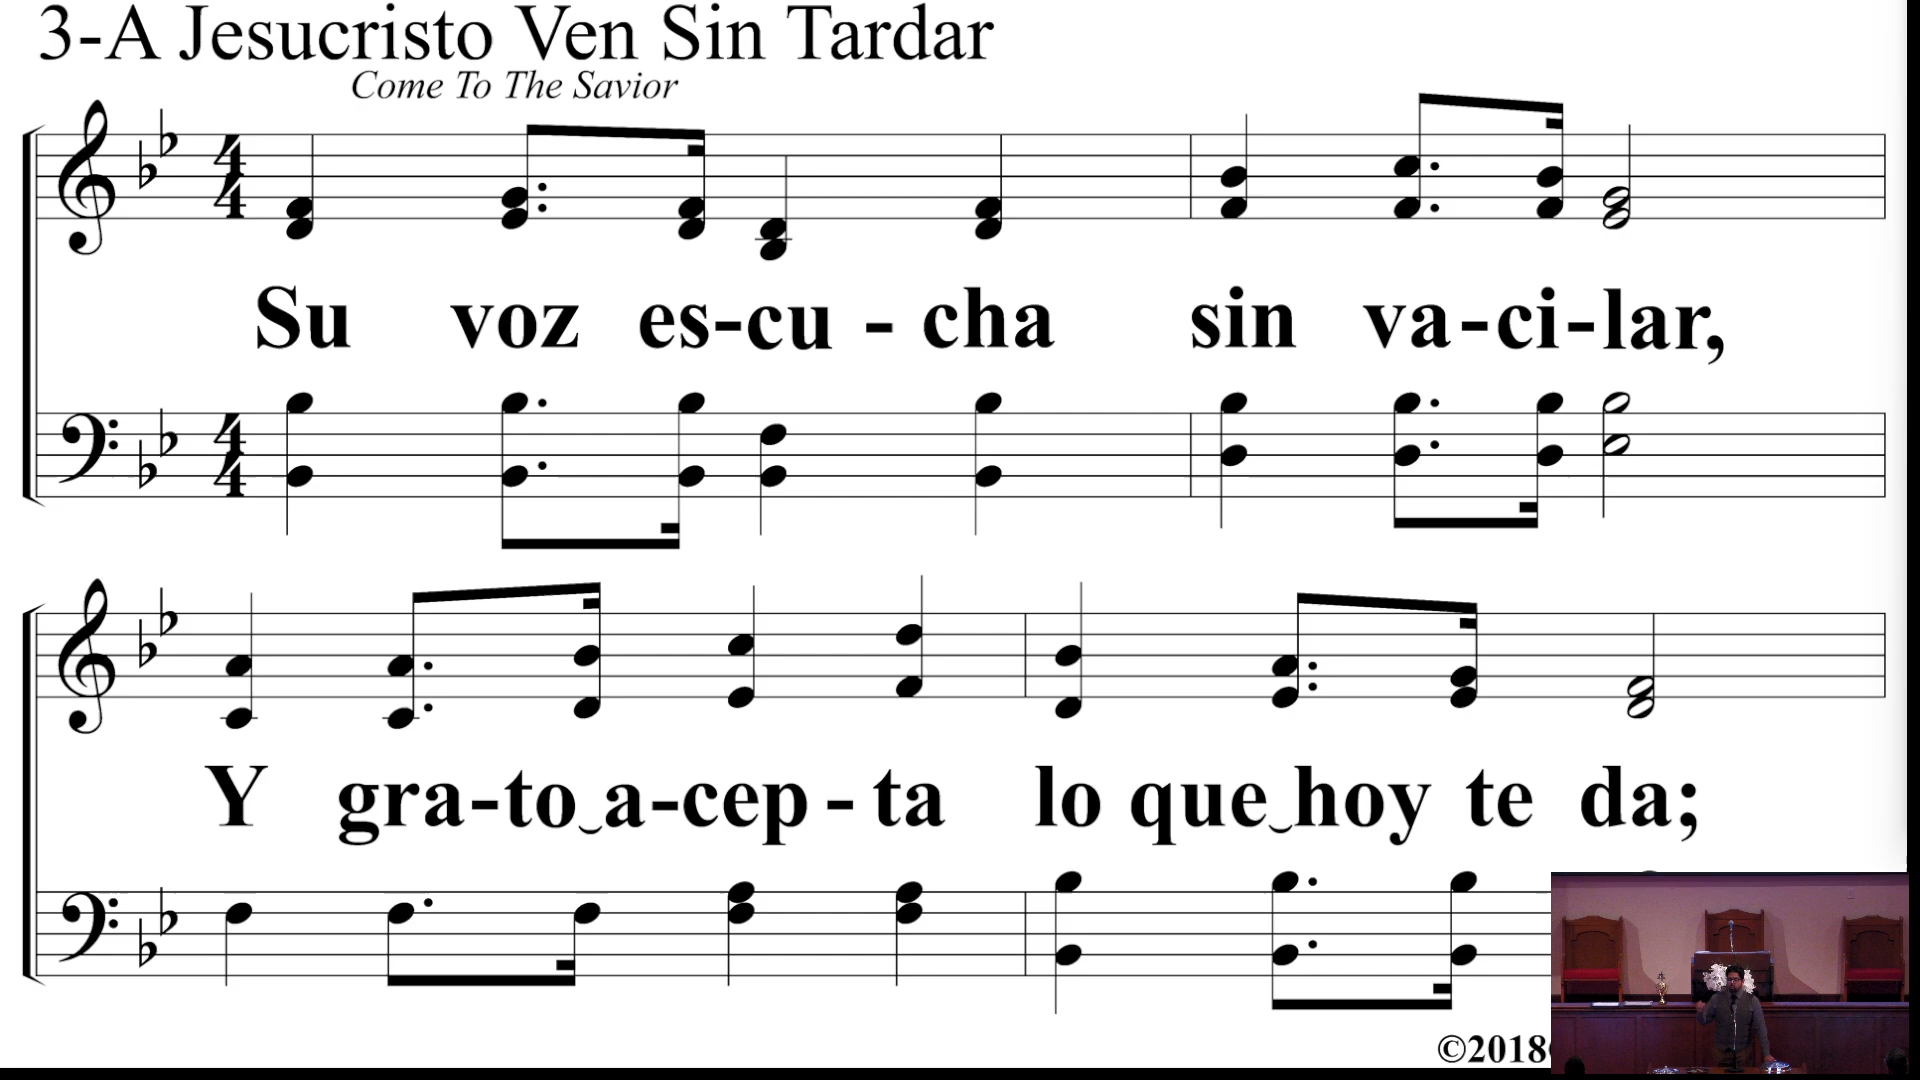 3-A Jesucristo Ven Sin Tardar
Come To The Savior
Su voz es-cu - cha sin va-ci-lar,
Y gra-to‿a-cep - ta lo que‿hoy te da;
©2018